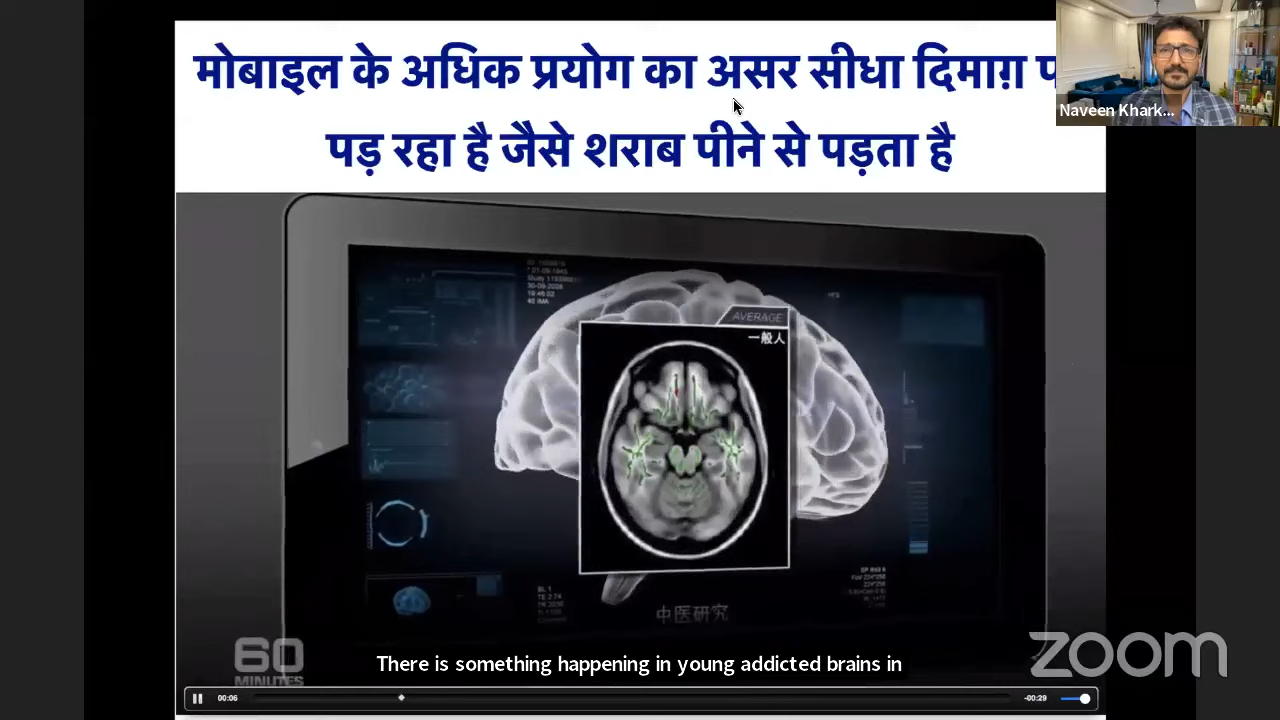 मोबाइल के अधिक प्रयोग का असर सीधा दिमाग़
पड़ रहा है जैसे शराब पीने से पड़ता है
Naveen Khark...
AVERAGE
一般人
中医研究
60
MINUTES
There is something happening in young addicted brains in
zoom
00:06
-00:29